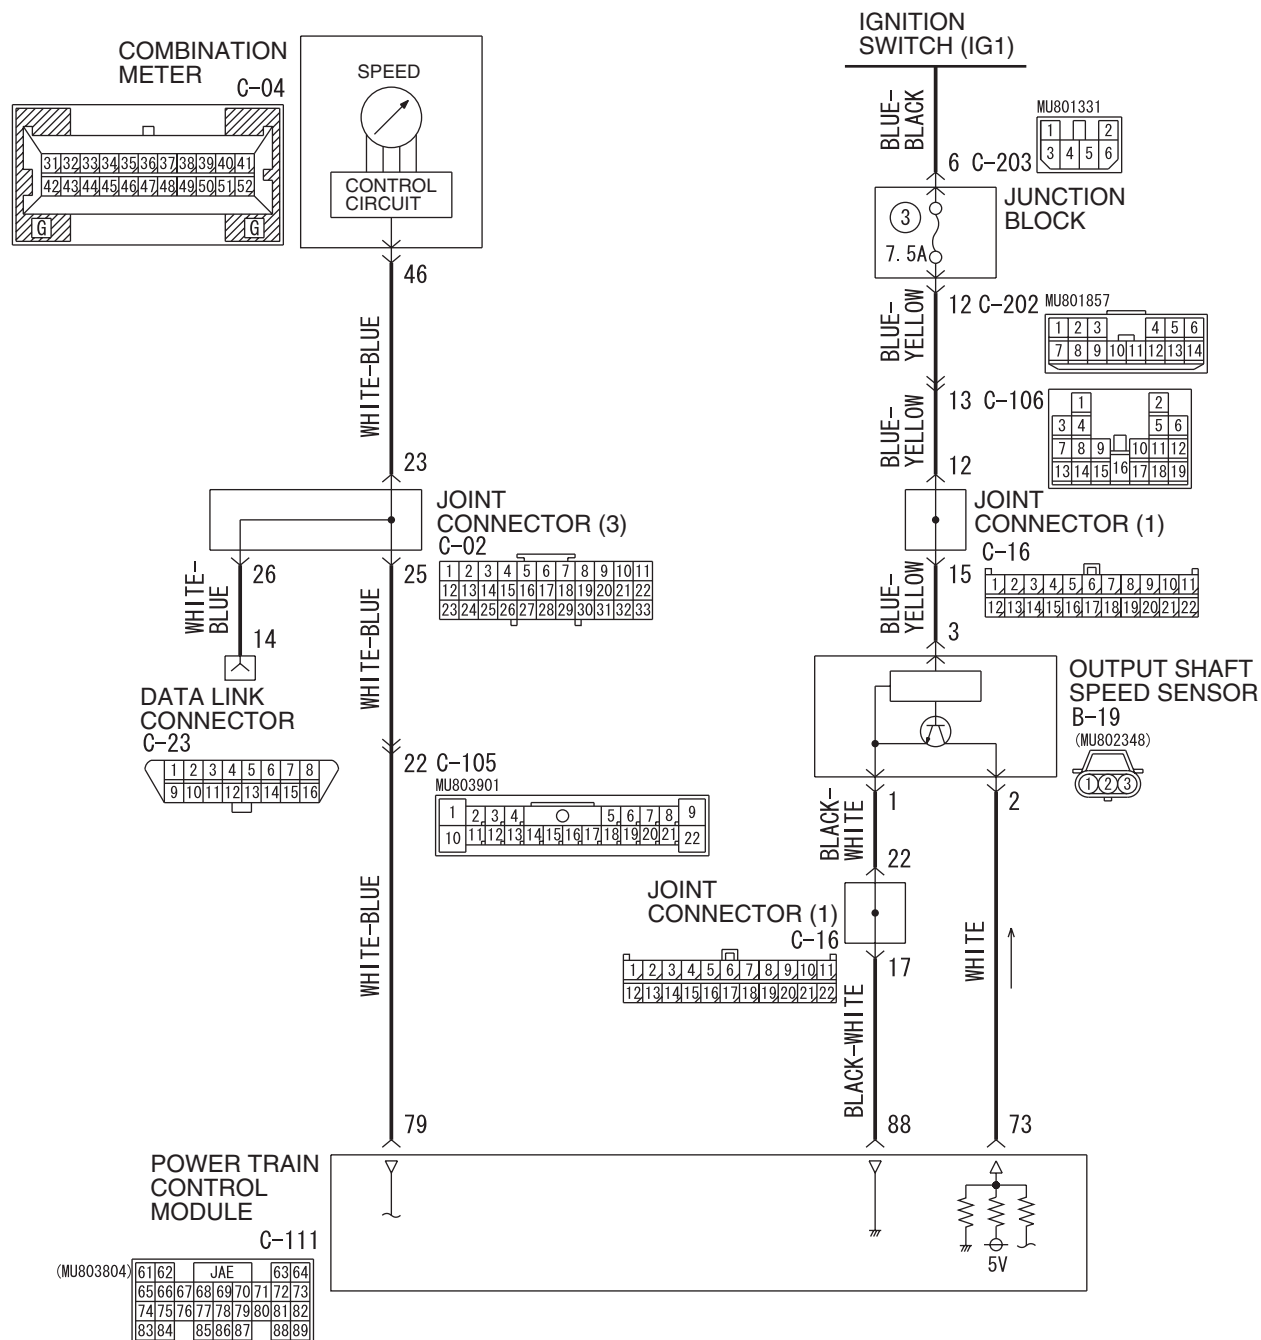 COMBINATION
METER
C-04
31 32 33 34 35 36 37 38 39 40 41
42 43 44 45 46 47 48 49 50 51 52
G G
SPEED
CONTROL
CIRCUIT
46
WHITE-BLUE
23
JOINT
CONNECTOR (3)
C-02
1 2 3 4 5 6 7 8 9 10 11
12 13 14 15 16 17 18 19 20 21 22
23 24 25 26 27 28 29 30 31 32 33
26
25
WHITE-
BLUE
14
DATA LINK
CONNECTOR
C-23
1 2 3 4 5 6 7 8
9 10 11 12 13 14 15 16
WHITE-BLUE
22 C-105
MU803901
1 2 3 4 5 6 7 8 9
10 11 12 13 14 15 16 17 18 19 20 21 22
WHITE-BLUE
79
IGNITION
SWITCH (IG1)
BLUE-
BLACK
6 C-203
MU801331
1 2
3 4 5 6
JUNCTION
BLOCK
3
7.5A
BLUE-
YELLOW
12 C-202
MU801857
1 2 3 4 5 6
7 8 9 10 11 12 13 14
13 C-106
1 2
3 4 5 6
7 8 9 10 11 12
13 14 15 16 17 18 19
BLUE-
YELLOW
12
JOINT
CONNECTOR (1)
C-16
1 2 3 4 5 6 7 8 9 10 11
12 13 14 15 16 17 18 19 20 21 22
15
BLUE-
YELLOW
3
OUTPUT SHAFT
SPEED SENSOR
B-19
(MU802348)
1 2 3
1
2
BLACK-
WHITE
22
JOINT
CONNECTOR (1)
C-16
1 2 3 4 5 6 7 8 9 10 11
12 13 14 15 16 17 18 19 20 21 22
17
WHITE
BLACK-WHITE
88
73
POWER TRAIN
CONTROL
MODULE
C-111
5V
(MU803804)
61 62 JAE 63 64
65 66 67 68 69 70 71 72 73
74 75 76 77 78 79 80 81 82
83 84 85 86 87 88 89